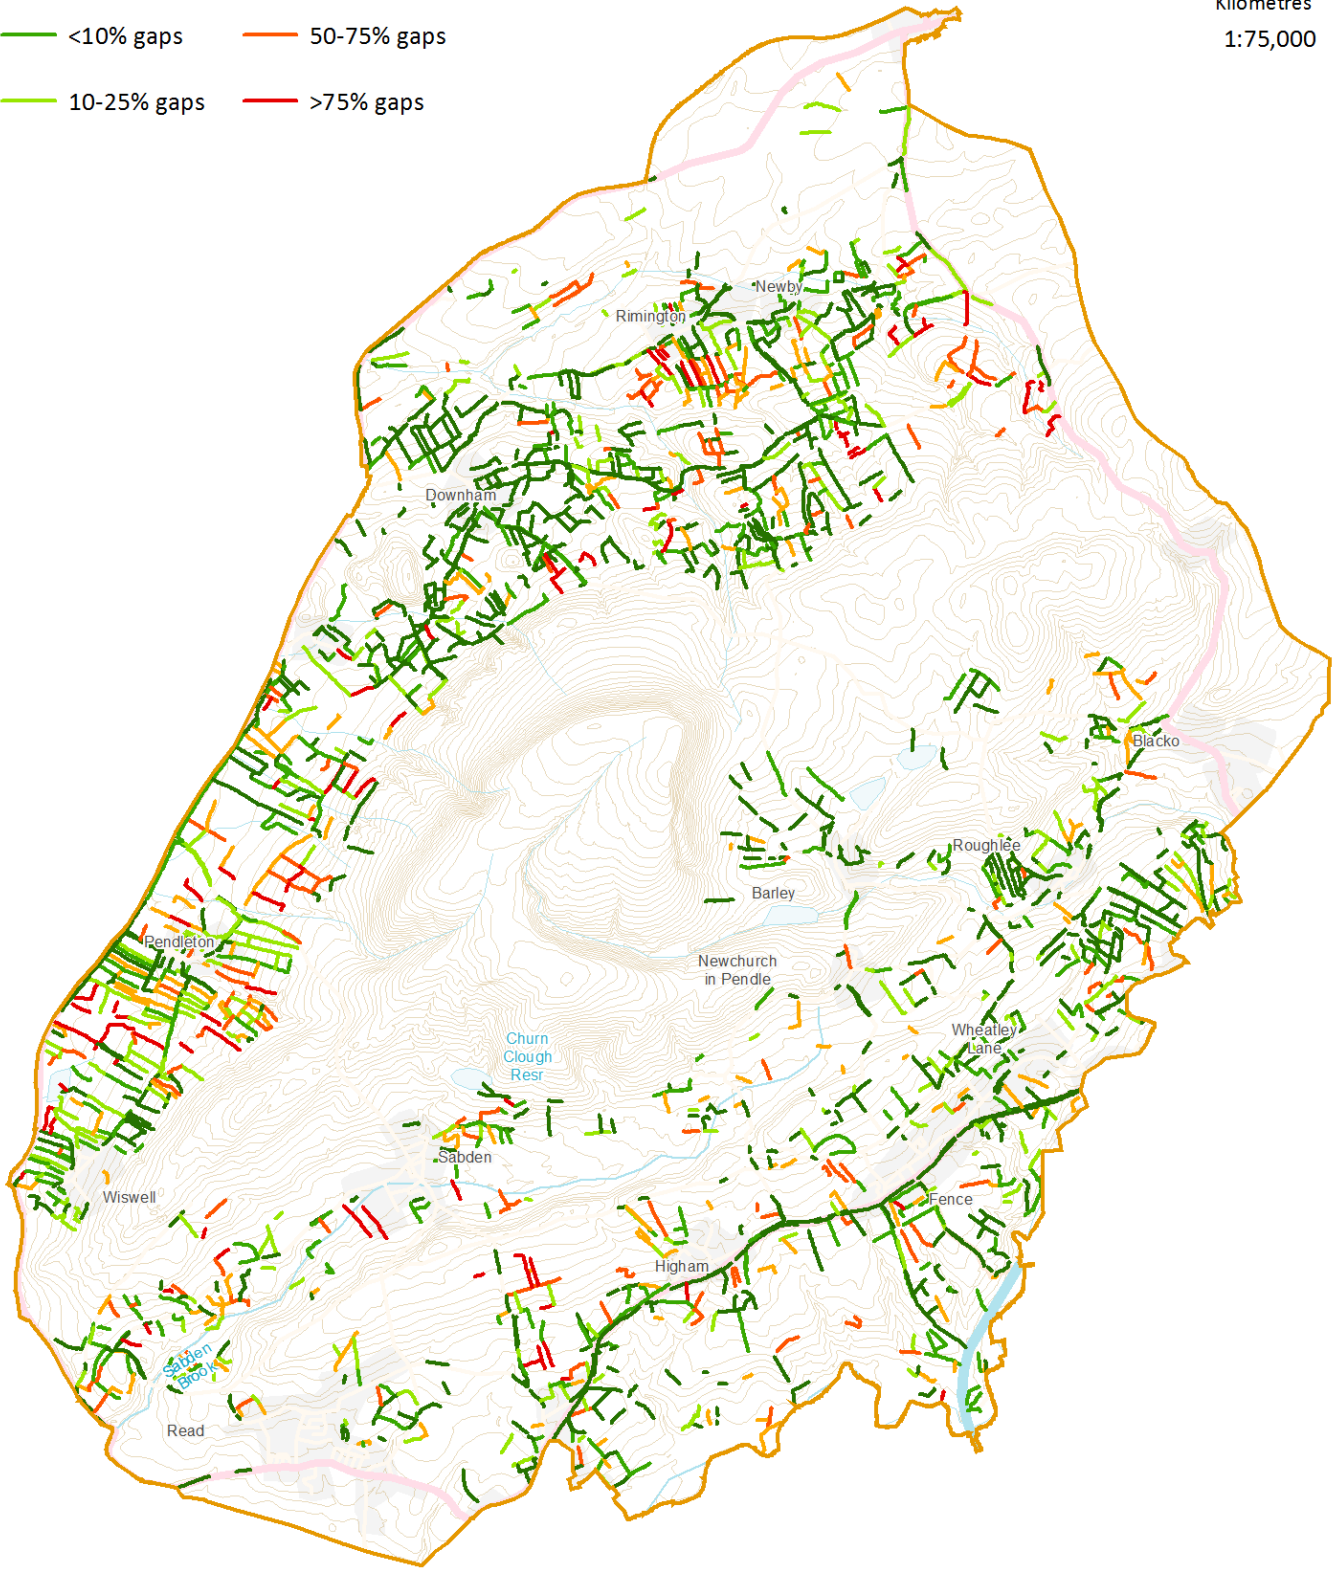 Kilometres
1:75,000
<10% gaps
50-75% gaps
10-25% gaps
>75% gaps
Newby
Rimington
Downham
Blacko
Roughlee
Barley
Pendleton
Newchurch
in Pendle
Wheatley
Lane
Churn
Clough
Resr
Sabden
Wiswell
Fence
Higham
Sabden
Brook
Read